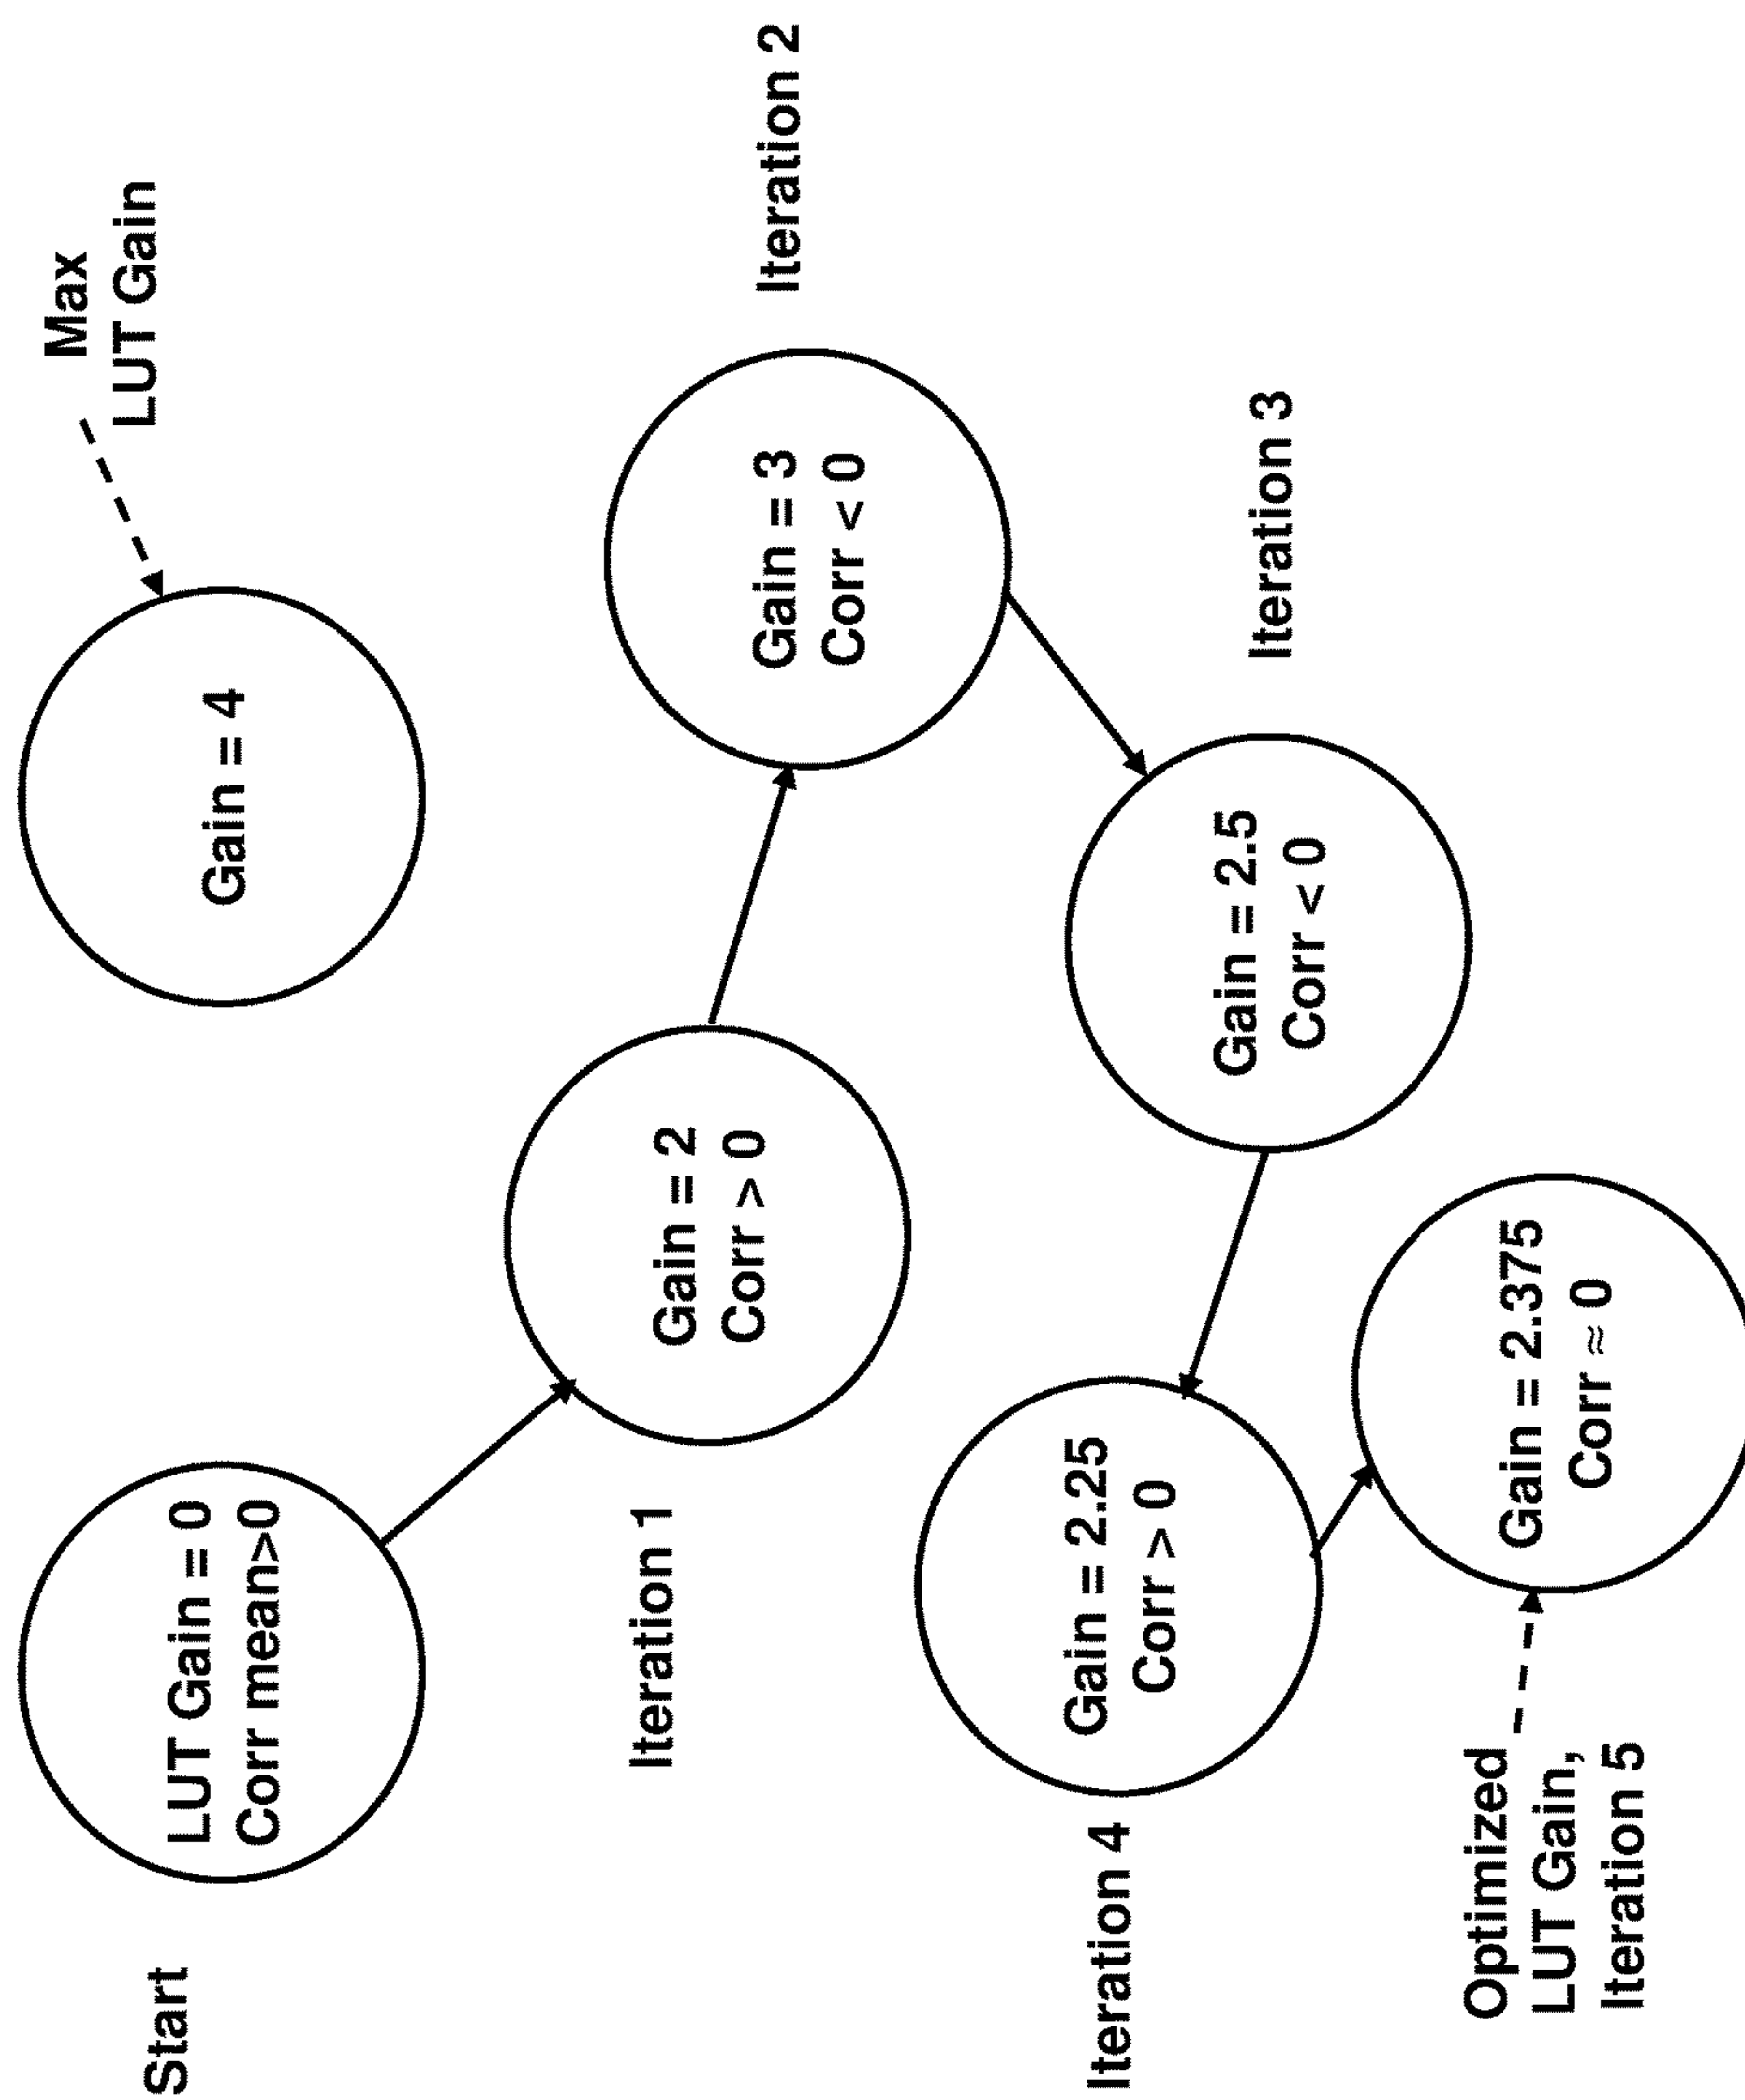 Start
LUT Gain = 0
Corr mean>0
Gain = 4
Max
LUT Gain
Iteration 1
Gain = 2
Corr > 0
Gain = 3
Corr < 0
Iteration 2
Iteration 4
Gain = 2.25
Corr > 0
Gain = 2.5
Corr < 0
Iteration 3
Optimized
LUT Gain,
Iteration 5
Gain = 2.375
Corr ≈ 0